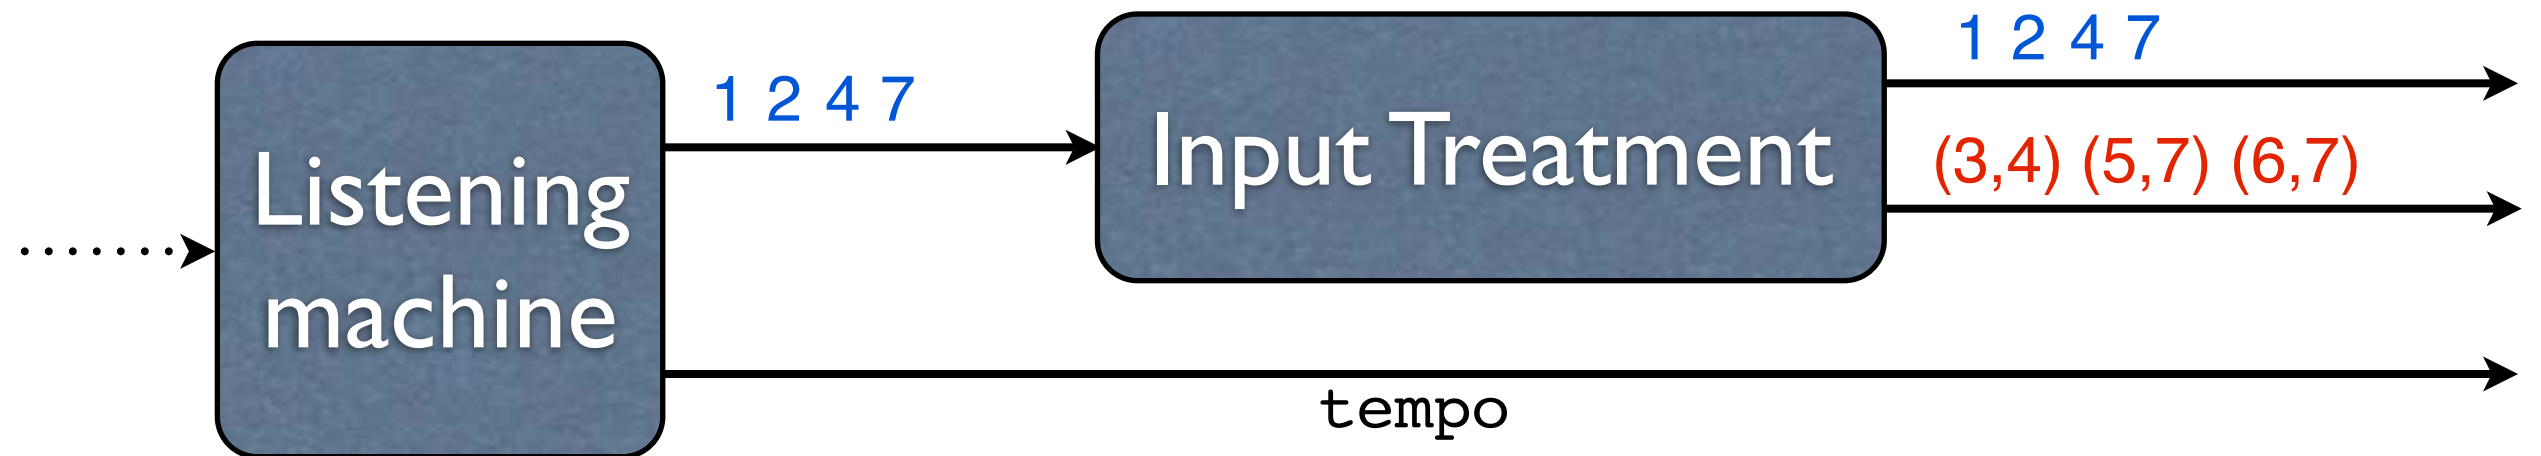 Listening
machine
1 2 4 7
Input Treatment
1 2 4 7
(3,4) (5,7) (6,7)
tempo